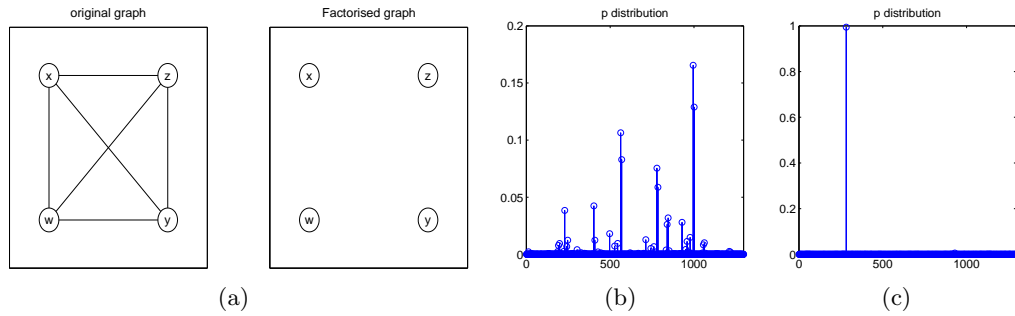 original graph
x
z
w
y
Factorised graph
x
z
w
y
(a)
p distribution
0.2
0.15
0.1
0.05
0
0
500
1000
(b)
p distribution
1
0.8
0.6
0.4
0.2
0
0
500
1000
(c)